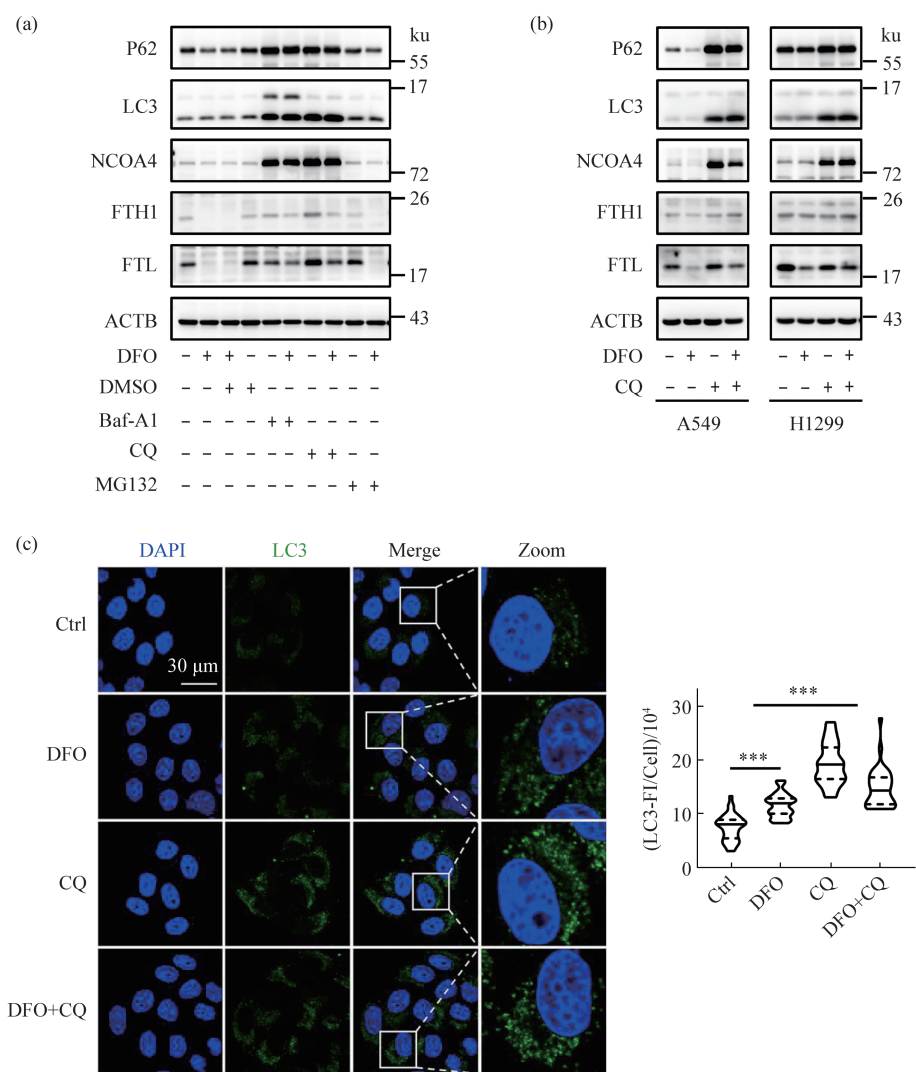 (a)
ku
P62
55
LC3
17
NCOA4
72
FTH1
26
FTL
17
ACTB
43
DFO − + + − − + − + − +
DMSO − − + + − − − − − −
Baf-A1 − − − − + + − − − −
CQ − − − − − − + + − −
MG132 − − − − − − − − + +
(b)
ku
P62
55
LC3
17
NCOA4
72
FTH1
26
FTL
17
ACTB
43
DFO − + − + − + − +
CQ − − + + − − + +
A549 H1299
(c)
DAPI LC3 Merge Zoom
Ctrl
30 μm
DFO
CQ
DFO+CQ
(LC3-FI/Cell)/10⁴
30
20
10
0
***
***
Ctrl
DFO
CQ
DFO+CQ